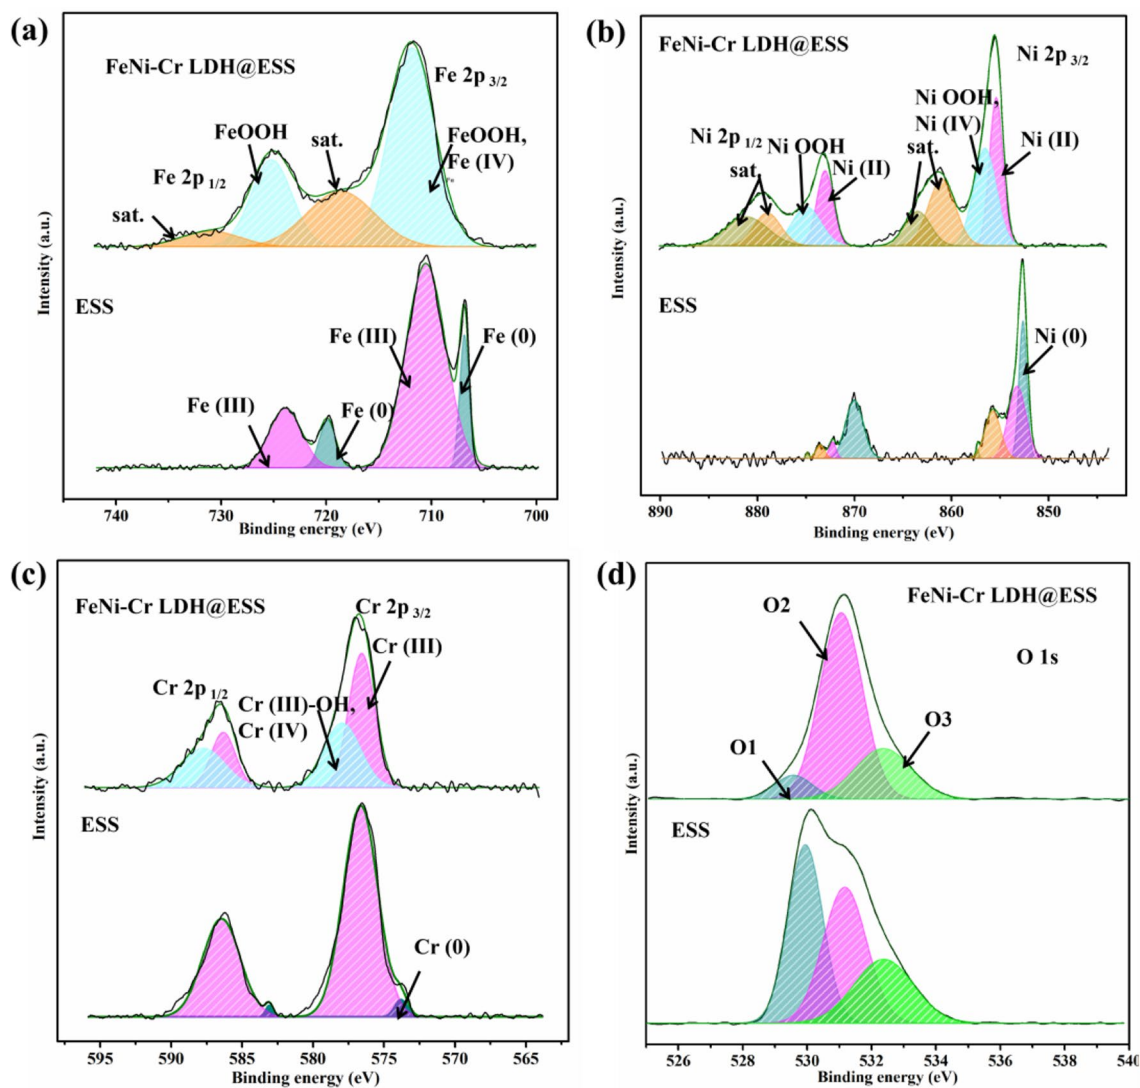 (a)
FeNi-Cr LDH@ESS
Fe 2p 3/2
FeOOH
sat.
FeOOH,
Fe (IV)
Fe 2p 1/2
sat.
ESS
Fe (III)
Fe (0)
Fe (III)
Fe (0)
Intensity (a.u.)
740 730 720 710 700
Binding energy (eV)
(b)
FeNi-Cr LDH@ESS
Ni 2p 3/2
Ni OOH,
Ni (IV)
Ni 2p 1/2
Ni OOH
sat.
Ni (II)
sat.
Ni (II)
ESS
Ni (0)
Intensity (a.u.)
890 880 870 860 850
Binding energy (eV)
(c)
FeNi-Cr LDH@ESS
Cr 2p 3/2
Cr (III)
Cr 2p 1/2
Cr (III)-OH,
Cr (IV)
ESS
Cr (0)
Intensity (a.u.)
595 590 585 580 575 570 565
Binding energy (eV)
(d)
FeNi-Cr LDH@ESS
O2
O 1s
O1
O3
ESS
Intensity (a.u.)
526 528 530 532 534 536 538 540
Binding energy (eV)